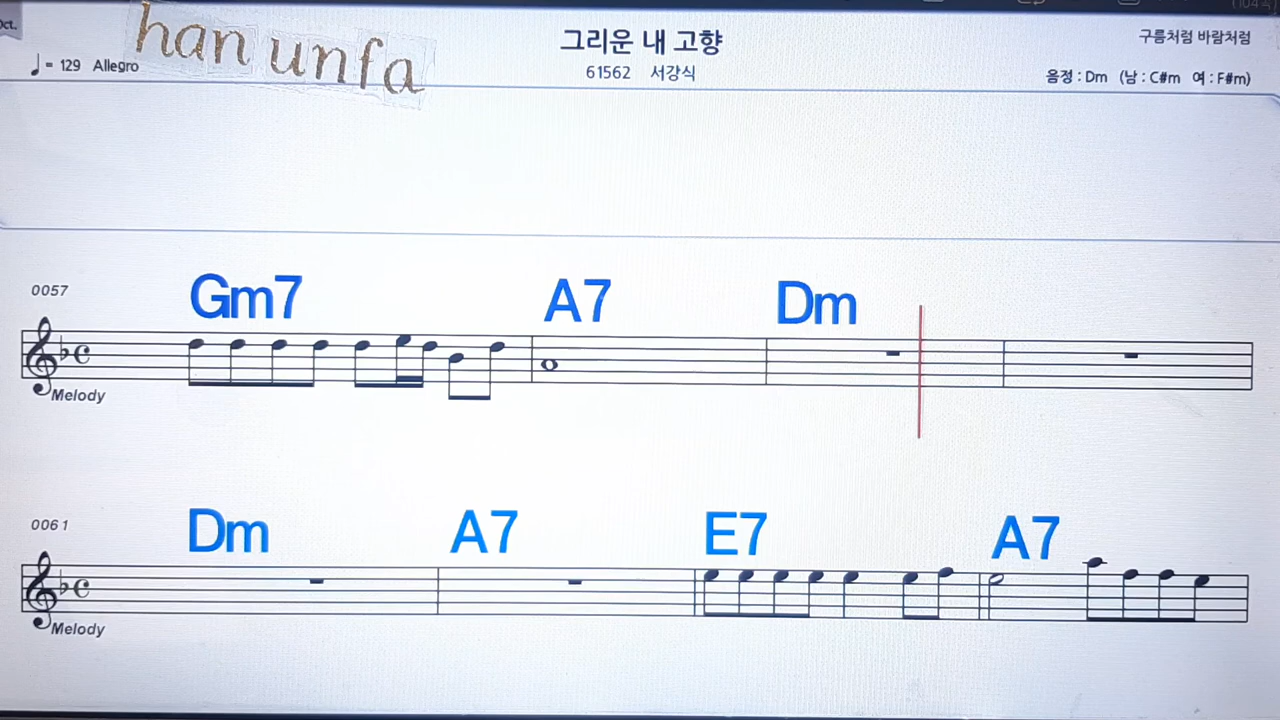 Oct.
han unfa
그리운 내 고향
구름처럼 바람처럼
♩ = 129 Allegro
61562 서강식
음정 : Dm (남 : C#m 여 : F#m)
0057
Gm7 A7 Dm
Melody
0061
Dm A7 E7 A7
Melody